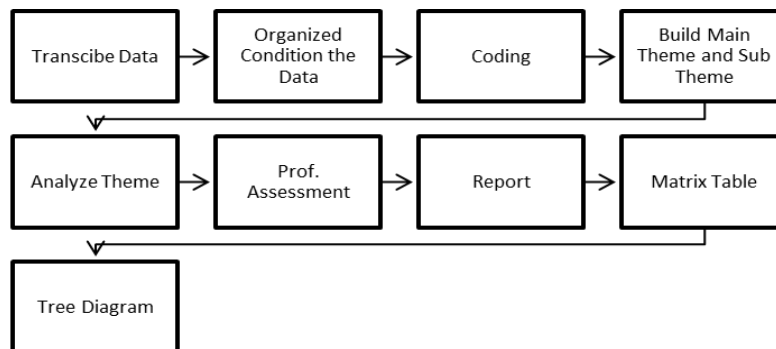 Transcibe Data
Organized
Condition the
Data
Coding
Build Main
Theme and Sub
Theme
Analyze Theme
Prof.
Assessment
Report
Matrix Table
Tree Diagram